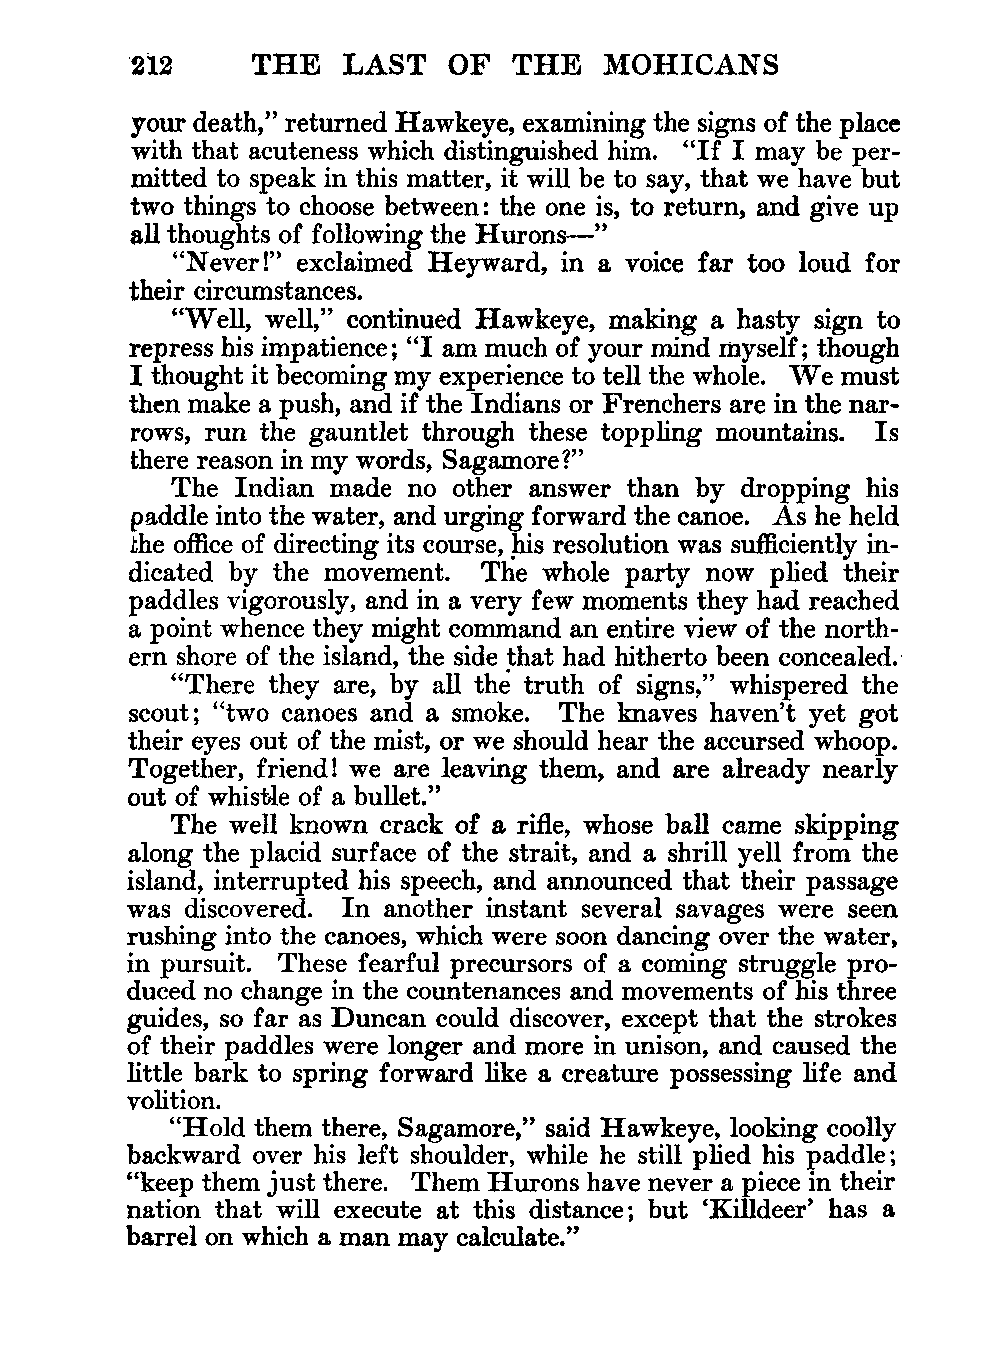 212 THE LAST OF THE MOHICANS
your death,” returned Hawkeye, examining the signs of the place
with that acuteness which distinguished him. “If I may be per-
mitted to speak in this matter, it will be to say, that we have but
two things to choose between: the one is, to return, and give up
all thoughts of following the Hurons—”
“Never!” exclaimed Heyward, in a voice far too loud for
their circumstances.
“Well, well,” continued Hawkeye, making a hasty sign to
repress his impatience; “I am much of your mind myself; though
I thought it becoming my experience to tell the whole. We must
then make a push, and if the Indians or Frenchers are in the nar-
rows, run the gauntlet through these toppling mountains. Is
there reason in my words, Sagamore?”
The Indian made no other answer than by dropping his
paddle into the water, and urging forward the canoe. As he held
the office of directing its course, his resolution was sufficiently in-
dicated by the movement. The whole party now plied their
paddles vigorously, and in a very few moments they had reached
a point whence they might command an entire view of the north-
ern shore of the island, the side that had hitherto been concealed.
“There they are, by all the truth of signs,” whispered the
scout; “two canoes and a smoke. The knaves haven’t yet got
their eyes out of the mist, or we should hear the accursed whoop.
Together, friend! we are leaving them, and are already nearly
out of whistle of a bullet.”
The well known crack of a rifle, whose ball came skipping
along the placid surface of the strait, and a shrill yell from the
island, interrupted his speech, and announced that their passage
was discovered. In another instant several savages were seen
rushing into the canoes, which were soon dancing over the water,
in pursuit. These fearful precursors of a coming struggle pro-
duced no change in the countenances and movements of his three
guides, so far as Duncan could discover, except that the strokes
of their paddles were longer and more in unison, and caused the
little bark to spring forward like a creature possessing life and
volition.
“Hold them there, Sagamore,” said Hawkeye, looking coolly
backward over his left shoulder, while he still plied his paddle;
“keep them just there. Them Hurons have never a piece in their
nation that will execute at this distance; but ‘Killdeer’ has a
barrel on which a man may calculate.”